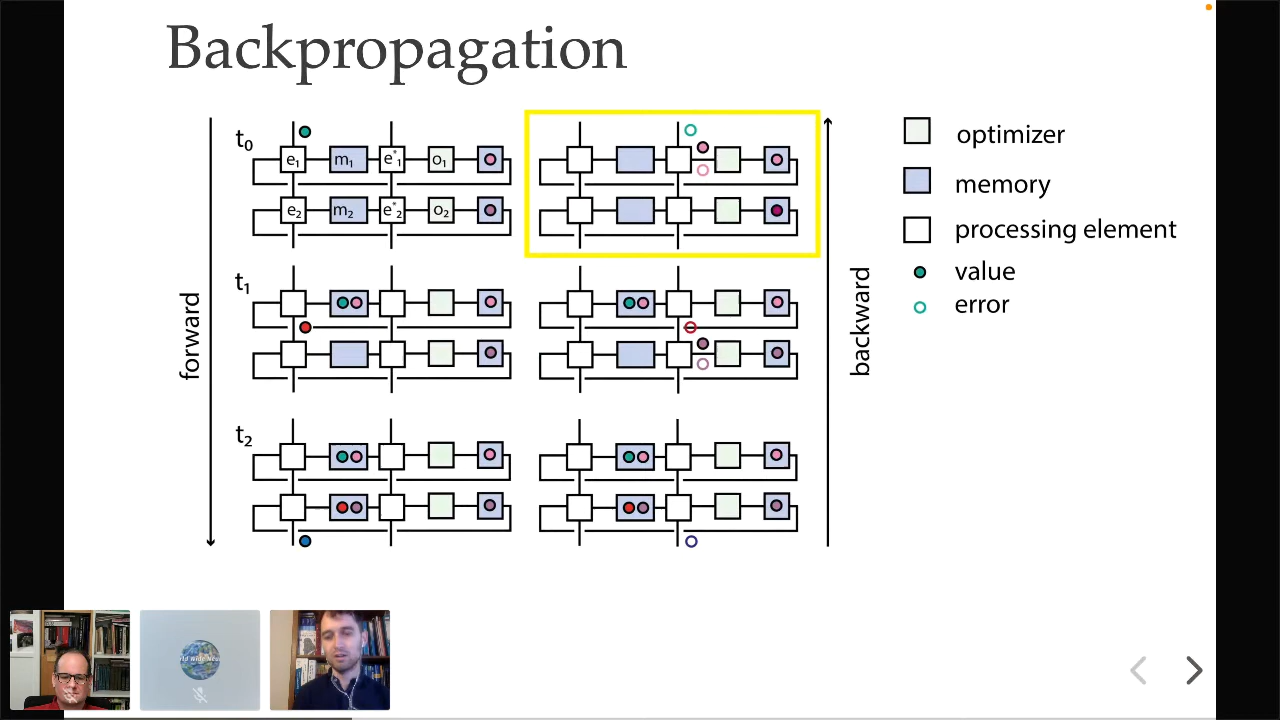 Backpropagation
t₀
e₁ m₁ e*₁ o₁
e₂ m₂ e*₂ o₂
t₁
t₂
forward
backward
optimizer
memory
processing element
value
error